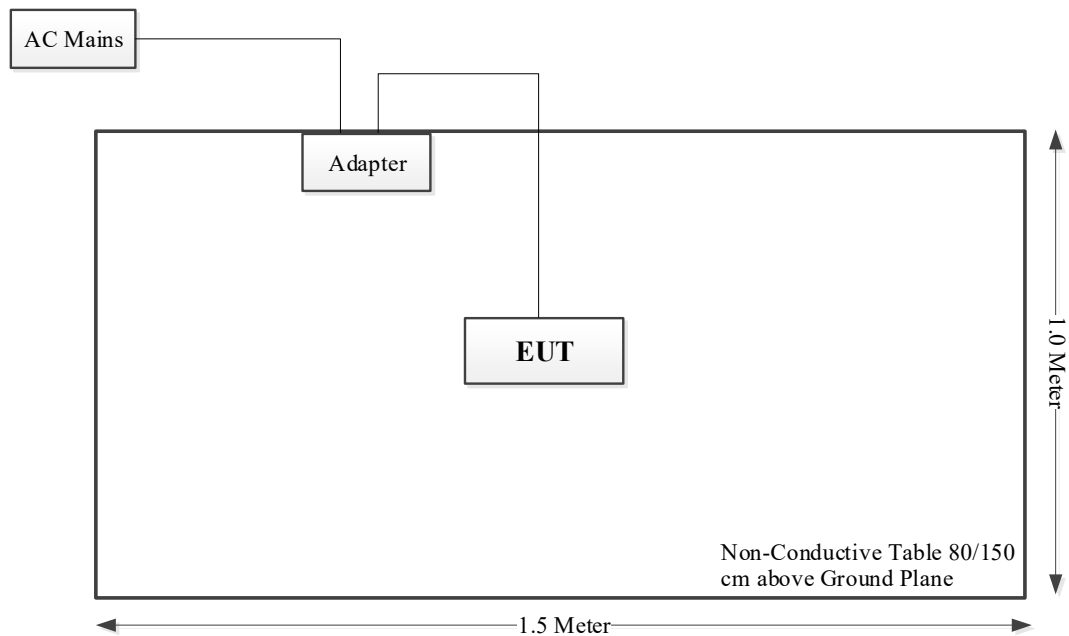 AC Mains
Adapter
EUT
1.0 Meter
Non-Conductive Table 80/150
cm above Ground Plane
1.5 Meter